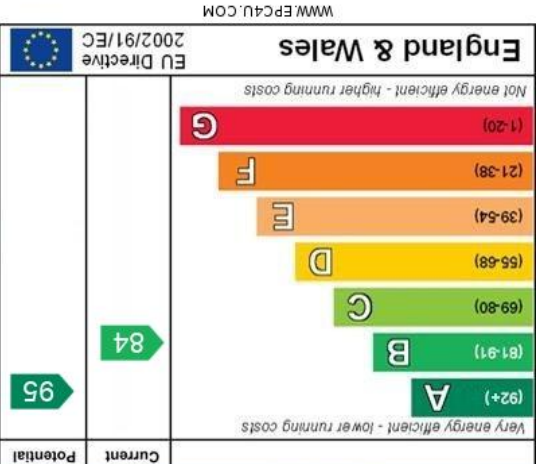 Current Potential
Very energy efficient - lower running costs
(92+) A
95
(81-91) B
84
(69-80) C
(55-68) D
(39-54) E
(21-38) F
(1-20) G
Not energy efficient - higher running costs
England & Wales
EU Directive
2002/91/EC
WWW.EPC4U.COM